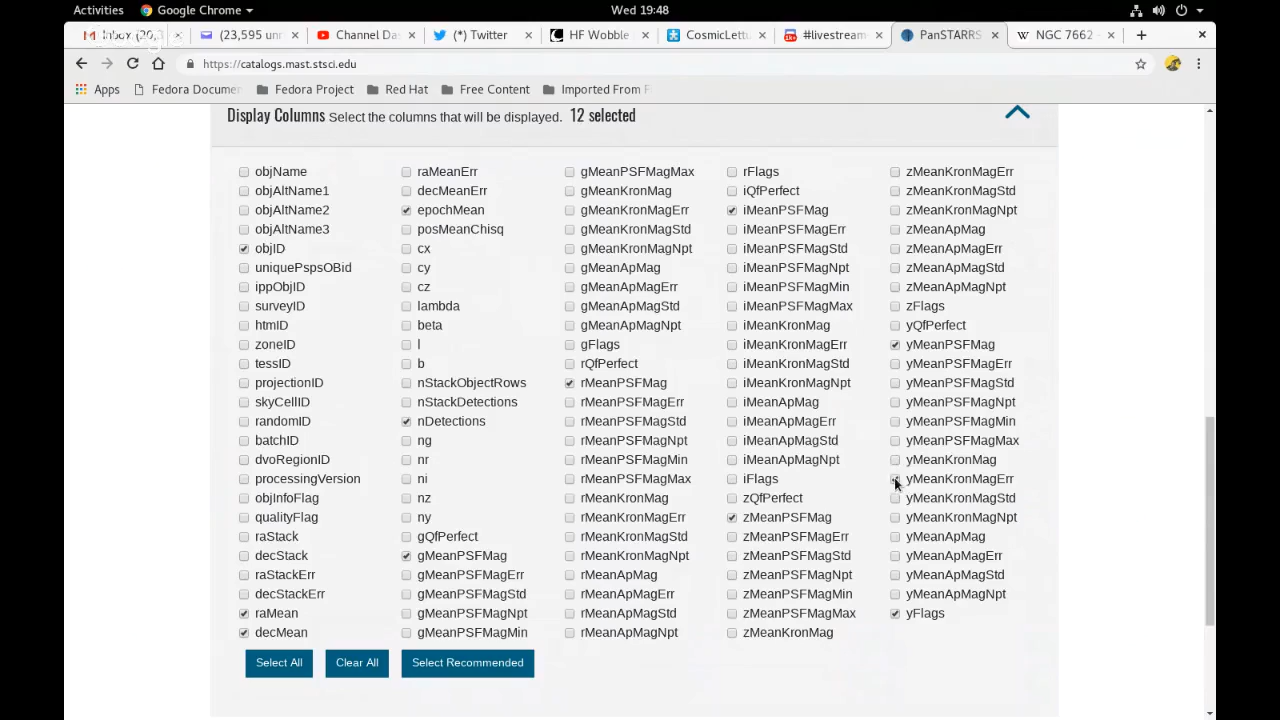 Activities Google Chrome Wed 19:48
Inbox (20,3 (23,595 unr Channel Das (*) Twitter HF Wobble CosmicLettu #livestream PanSTARRS NGC 7662 -
https://catalogs.mast.stsci.edu
Apps Fedora Documen Fedora Project Red Hat Free Content Imported From F
Display Columns Select the columns that will be displayed. 12 selected
objName
objAltName1
objAltName2
objAltName3
objID
uniquePspsOBid
ippObjID
surveyID
htmID
zoneID
tessID
projectionID
skyCellID
randomID
batchID
dvoRegionID
processingVersion
objInfoFlag
qualityFlag
raStack
decStack
raStackErr
decStackErr
raMean
decMean
raMeanErr
decMeanErr
epochMean
posMeanChisq
cx
cy
cz
lambda
beta
l
b
nStackObjectRows
nStackDetections
nDetections
ng
nr
ni
nz
ny
gQfPerfect
gMeanPSFMag
gMeanPSFMagErr
gMeanPSFMagStd
gMeanPSFMagNpt
gMeanPSFMagMin
gMeanPSFMagMax
gMeanKronMag
gMeanKronMagErr
gMeanKronMagStd
gMeanKronMagNpt
gMeanApMag
gMeanApMagErr
gMeanApMagStd
gMeanApMagNpt
gFlags
rQfPerfect
rMeanPSFMag
rMeanPSFMagErr
rMeanPSFMagStd
rMeanPSFMagNpt
rMeanPSFMagMin
rMeanPSFMagMax
rMeanKronMag
rMeanKronMagErr
rMeanKronMagStd
rMeanKronMagNpt
rMeanApMag
rMeanApMagErr
rMeanApMagStd
rMeanApMagNpt
rFlags
iQfPerfect
iMeanPSFMag
iMeanPSFMagErr
iMeanPSFMagStd
iMeanPSFMagNpt
iMeanPSFMagMin
iMeanPSFMagMax
iMeanKronMag
iMeanKronMagErr
iMeanKronMagStd
iMeanKronMagNpt
iMeanApMag
iMeanApMagErr
iMeanApMagStd
iMeanApMagNpt
iFlags
zQfPerfect
zMeanPSFMag
zMeanPSFMagErr
zMeanPSFMagStd
zMeanPSFMagNpt
zMeanPSFMagMin
zMeanPSFMagMax
zMeanKronMag
zMeanKronMagErr
zMeanKronMagStd
zMeanKronMagNpt
zMeanApMag
zMeanApMagErr
zMeanApMagStd
zMeanApMagNpt
zFlags
yQfPerfect
yMeanPSFMag
yMeanPSFMagErr
yMeanPSFMagStd
yMeanPSFMagNpt
yMeanPSFMagMin
yMeanPSFMagMax
yMeanKronMag
yMeanKronMagErr
yMeanKronMagStd
yMeanKronMagNpt
yMeanApMag
yMeanApMagErr
yMeanApMagStd
yMeanApMagNpt
yFlags
Select All Clear All Select Recommended